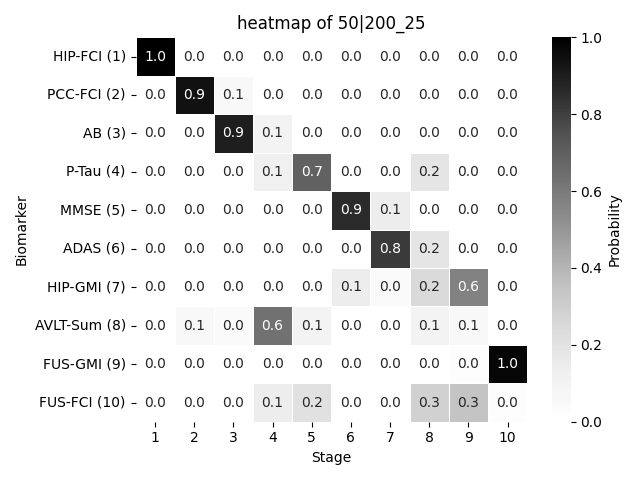 heatmap of 50|200_25
Biomarker
HIP-FCI (1) 1.0 0.0 0.0 0.0 0.0 0.0 0.0 0.0 0.0 0.0
PCC-FCI (2) 0.0 0.9 0.1 0.0 0.0 0.0 0.0 0.0 0.0 0.0
AB (3) 0.0 0.0 0.9 0.1 0.0 0.0 0.0 0.0 0.0 0.0
P-Tau (4) 0.0 0.0 0.0 0.1 0.7 0.0 0.0 0.2 0.0 0.0
MMSE (5) 0.0 0.0 0.0 0.0 0.0 0.9 0.1 0.0 0.0 0.0
ADAS (6) 0.0 0.0 0.0 0.0 0.0 0.0 0.8 0.2 0.0 0.0
HIP-GMI (7) 0.0 0.0 0.0 0.0 0.0 0.1 0.0 0.2 0.6 0.0
AVLT-Sum (8) 0.0 0.1 0.0 0.6 0.1 0.0 0.0 0.1 0.1 0.0
FUS-GMI (9) 0.0 0.0 0.0 0.0 0.0 0.0 0.0 0.0 0.0 1.0
FUS-FCI (10) 0.0 0.0 0.0 0.1 0.2 0.0 0.0 0.3 0.3 0.0
1 2 3 4 5 6 7 8 9 10
Stage
1.0
0.8
0.6
0.4
0.2
0.0
Probability